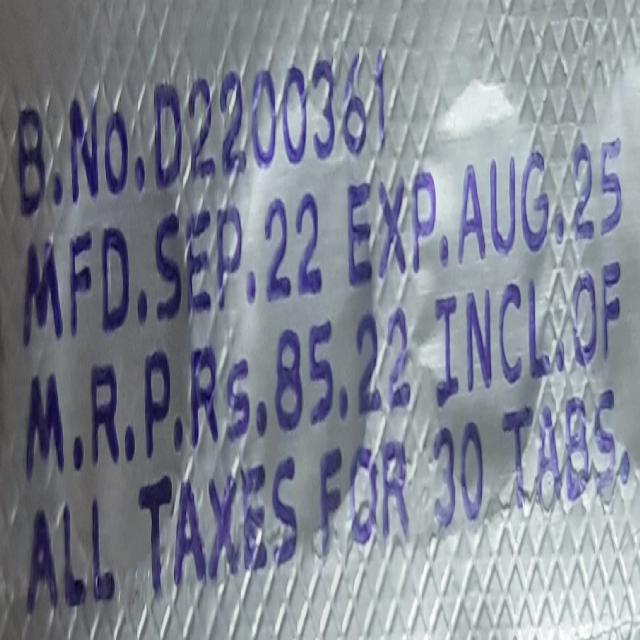 B.No.D2200361
MFD.SEP.22 EXP.AUG.25
M.R.P.Rs.85.22 INCL.OF
ALL TAXES FOR 30 TABS.